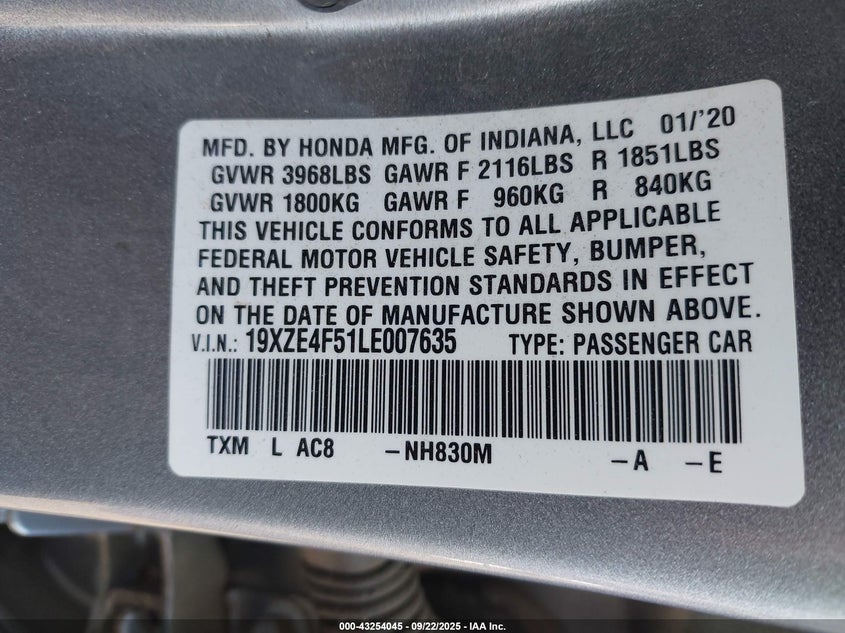 MFD. BY HONDA MFG. OF INDIANA, LLC 01/'20
GVWR 3968LBS GAWR F 2116LBS R 1851LBS
GVWR 1800KG GAWR F 960KG R 840KG
THIS VEHICLE CONFORMS TO ALL APPLICABLE
FEDERAL MOTOR VEHICLE SAFETY, BUMPER,
AND THEFT PREVENTION STANDARDS IN EFFECT
ON THE DATE OF MANUFACTURE SHOWN ABOVE.
V.I.N.: 19XZE4F51LE007635 TYPE: PASSENGER CAR
TXM L AC8 -NH830M -A -E
000-43254045 - 09/22/2025 - IAA Inc.